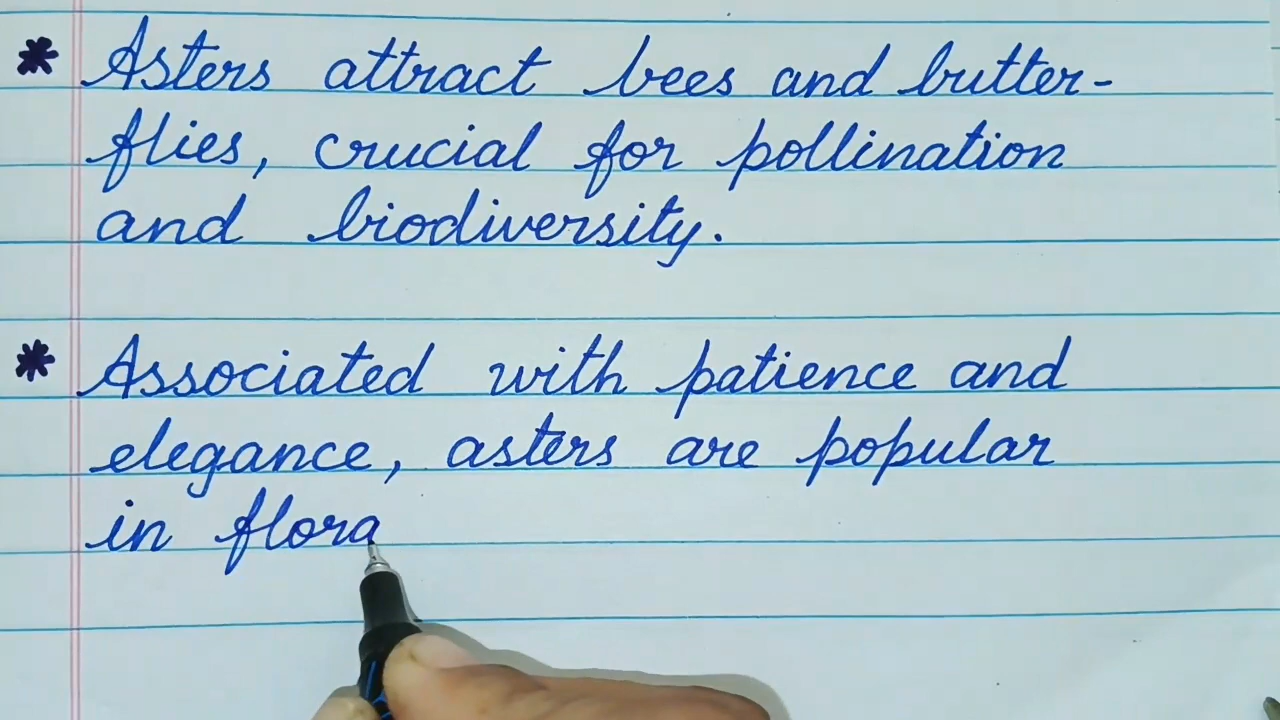 * Asters attract bees and butter-
flies, crucial for pollination
and biodiversity.
* Associated with patience and
elegance, asters are popular
in flora